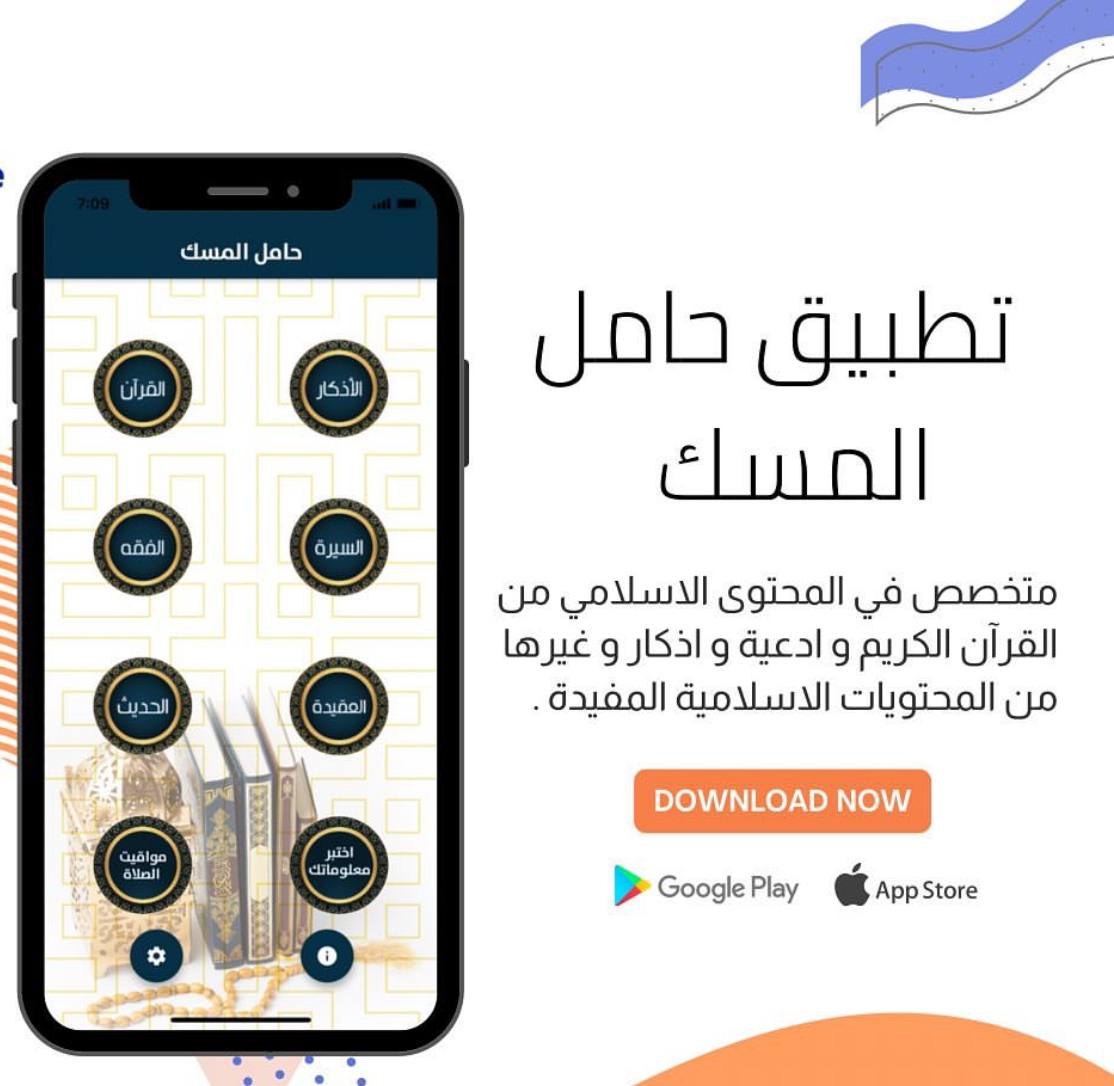 7:09
حامل المسك
الأذكار
القرآن
السيرة
الفقه
العقيدة
الحديث
اختبر
معلوماتك
مواقيت
الصلاة
تطبيق حامل
المسك
متخصص في المحتوى الاسلامي من
القرآن الكريم و ادعية و اذكار و غيرها
من المحتويات الاسلامية المفيدة .
DOWNLOAD NOW
Google Play
App Store